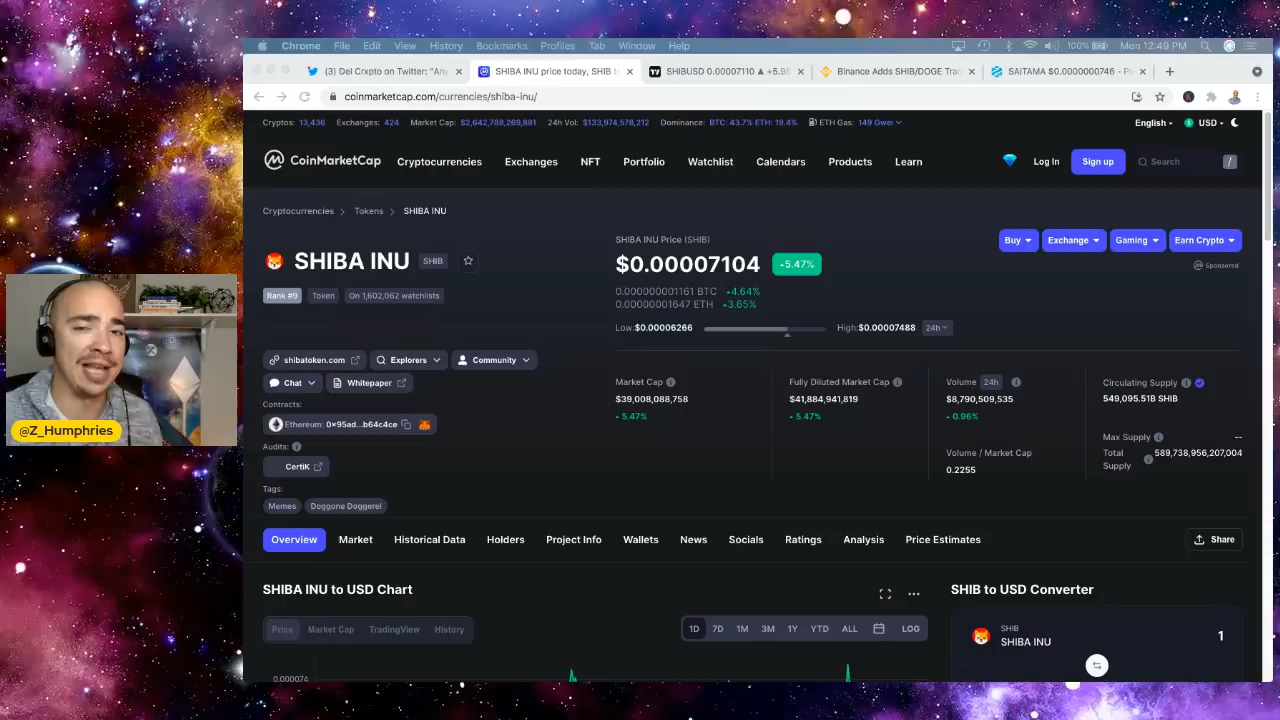 Chrome File Edit View History Bookmarks Profiles Tab Window Help 100% Mon 12:49 PM
(3) Del Crxpto on Twitter: "Any SHIBA INU price today, SHIB to SHIBUSD 0.00007110 ▲ +5.96 Binance Adds SHIB/DOGE Tra SAITAMA $0.0000000746 - P
coinmarketcap.com/currencies/shiba-inu/
Cryptos: 13,436 Exchanges: 424 Market Cap: $2,642,788,269,881 24h Vol: $133,974,578,212 Dominance: BTC: 43.7% ETH: 19.4% ETH Gas: 149 Gwei English USD
CoinMarketCap Cryptocurrencies Exchanges NFT Portfolio Watchlist Calendars Products Learn Log In Sign up Search /
Cryptocurrencies > Tokens > SHIBA INU
SHIBA INU Price (SHIB)
Buy Exchange Gaming Earn Crypto
SHIBA INU SHIB
$0.00007104 5.47%
Sponsored
0.000000001161 BTC 4.64%
Rank #9 Token On 1,602,062 watchlists
0.00000001647 ETH 3.65%
Low: $0.00006266 High: $0.00007488 24h
shibatoken.com Explorers Community
Chat Whitepaper
Market Cap Fully Diluted Market Cap Volume 24h Circulating Supply
$39,008,088,758 $41,884,941,819 $8,790,509,535 549,095.51B SHIB
Contracts:
5.47% 5.47% 0.96%
Ethereum: 0x95ad...b64c4ce
@Z_Humphries
Max Supply --
Audits:
Volume / Market Cap Total Supply 589,738,956,207,004
CertiK 0.2255
Tags:
Memes Doggone Doggerel
Overview Market Historical Data Holders Project Info Wallets News Socials Ratings Analysis Price Estimates Share
SHIBA INU to USD Chart SHIB to USD Converter
Price Market Cap TradingView History 1D 7D 1M 3M 1Y YTD ALL LOG
SHIB
SHIBA INU 1
0.000074